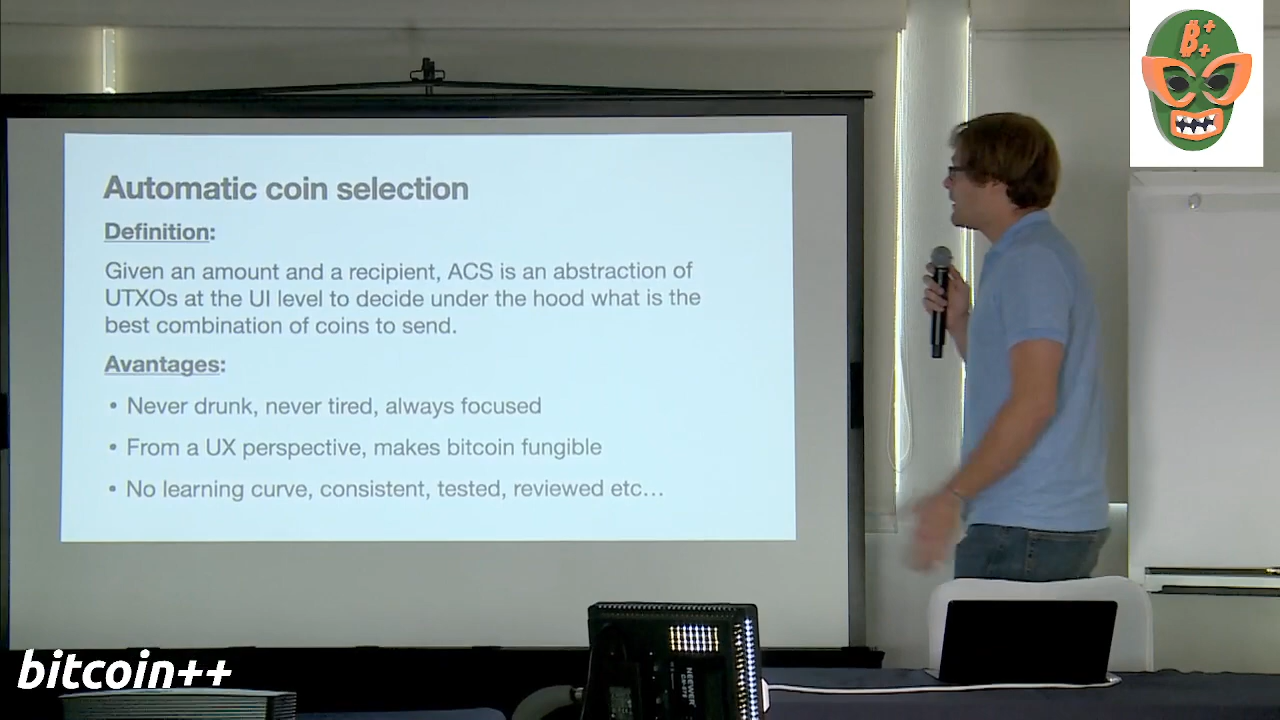 Automatic coin selection
Definition:
Given an amount and a recipient, ACS is an abstraction of
UTXOs at the UI level to decide under the hood what is the
best combination of coins to send.
Avantages:
• Never drunk, never tired, always focused
• From a UX perspective, makes bitcoin fungible
• No learning curve, consistent, tested, reviewed etc…
bitcoin++
NEEWER